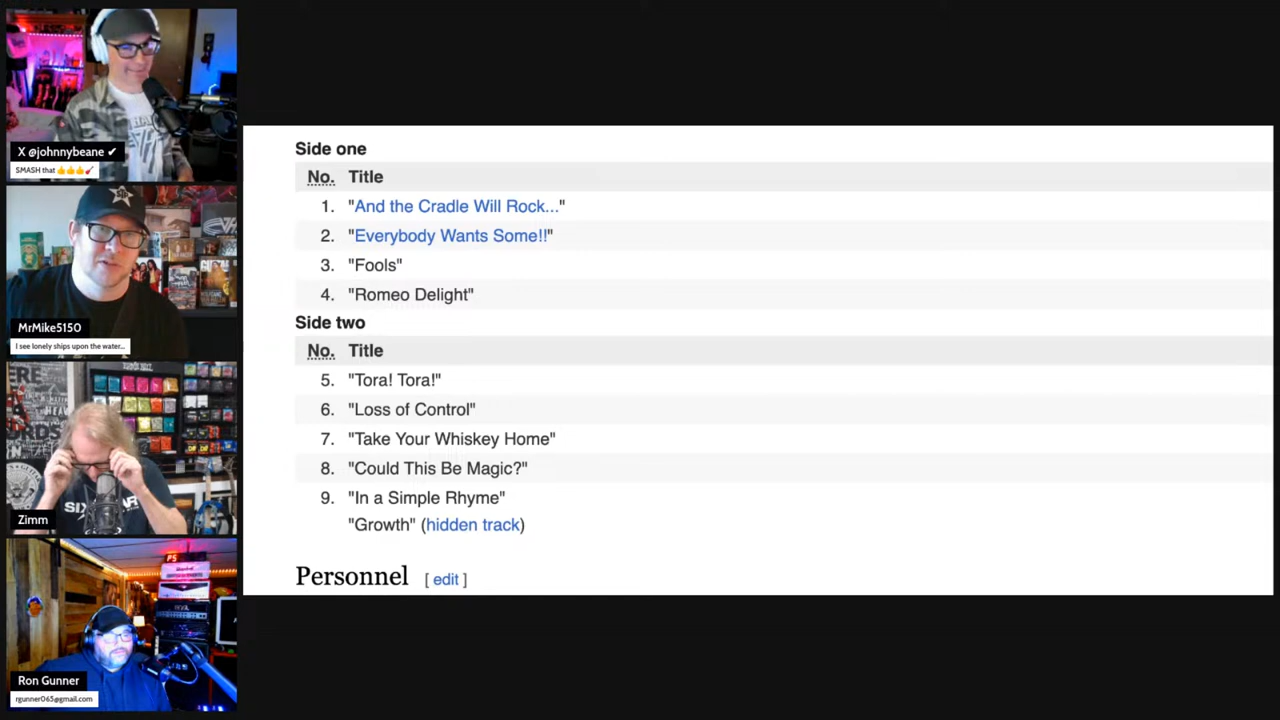 X @johnnybeane ✔
SMASH that 👍👍👍🎸
MrMike5150
I see lonely ships upon the water...
Zimm
Ron Gunner
rgunner065@gmail.com
Side one
No. Title
1. "And the Cradle Will Rock..."
2. "Everybody Wants Some!!"
3. "Fools"
4. "Romeo Delight"
Side two
No. Title
5. "Tora! Tora!"
6. "Loss of Control"
7. "Take Your Whiskey Home"
8. "Could This Be Magic?"
9. "In a Simple Rhyme"
"Growth" (hidden track)
Personnel [ edit ]